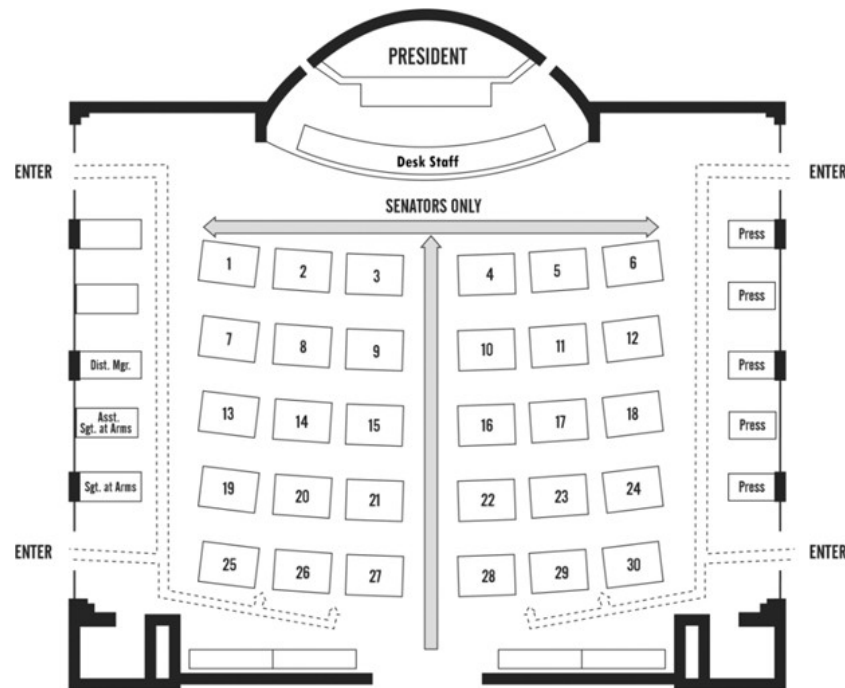 PRESIDENT
Desk Staff
ENTER
ENTER
SENATORS ONLY
Press
1
2
3
4
5
6
Press
7
8
9
10
11
12
Dist. Mgr.
Press
13
14
15
16
17
18
Asst.
Sgt. at Arms
Press
19
20
21
22
23
24
Sgt. at Arms
Press
ENTER
ENTER
25
26
27
28
29
30